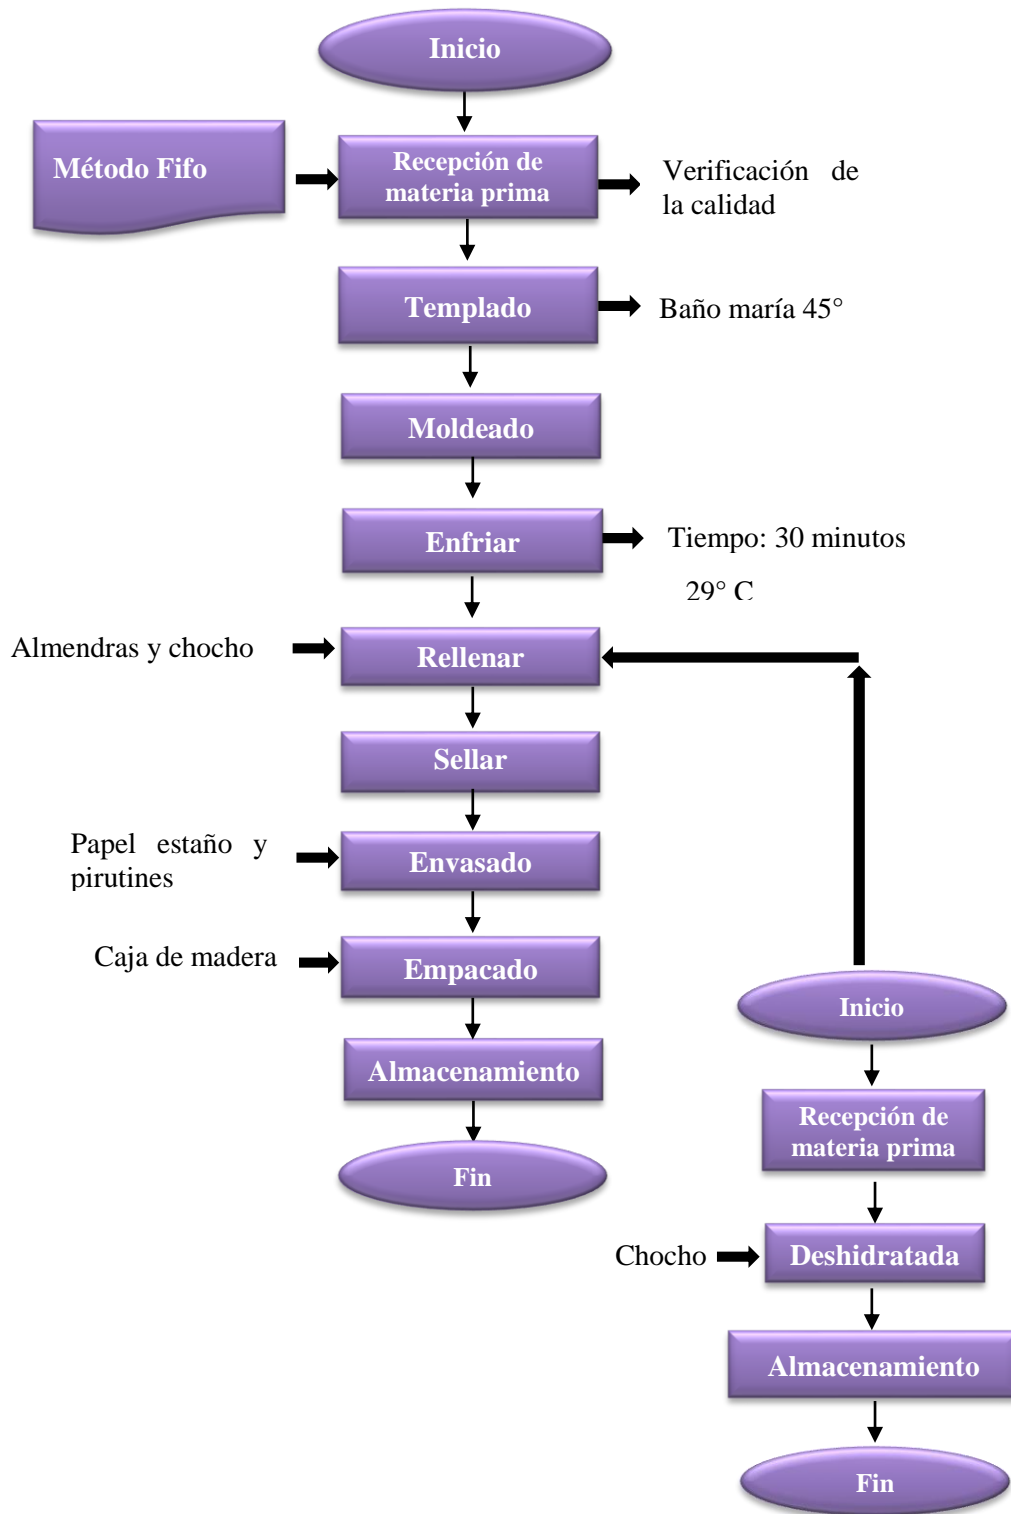 Inicio
Método Fifo
Recepción de
materia prima
Verificación de
la calidad
Templado
Baño maría 45°
Moldeado
Enfriar
Tiempo: 30 minutos
29° C
Almendras y chocho
Rellenar
Sellar
Papel estaño y
pirutines
Envasado
Caja de madera
Empacado
Almacenamiento
Fin
Inicio
Recepción de
materia prima
Chocho
Deshidratada
Almacenamiento
Fin